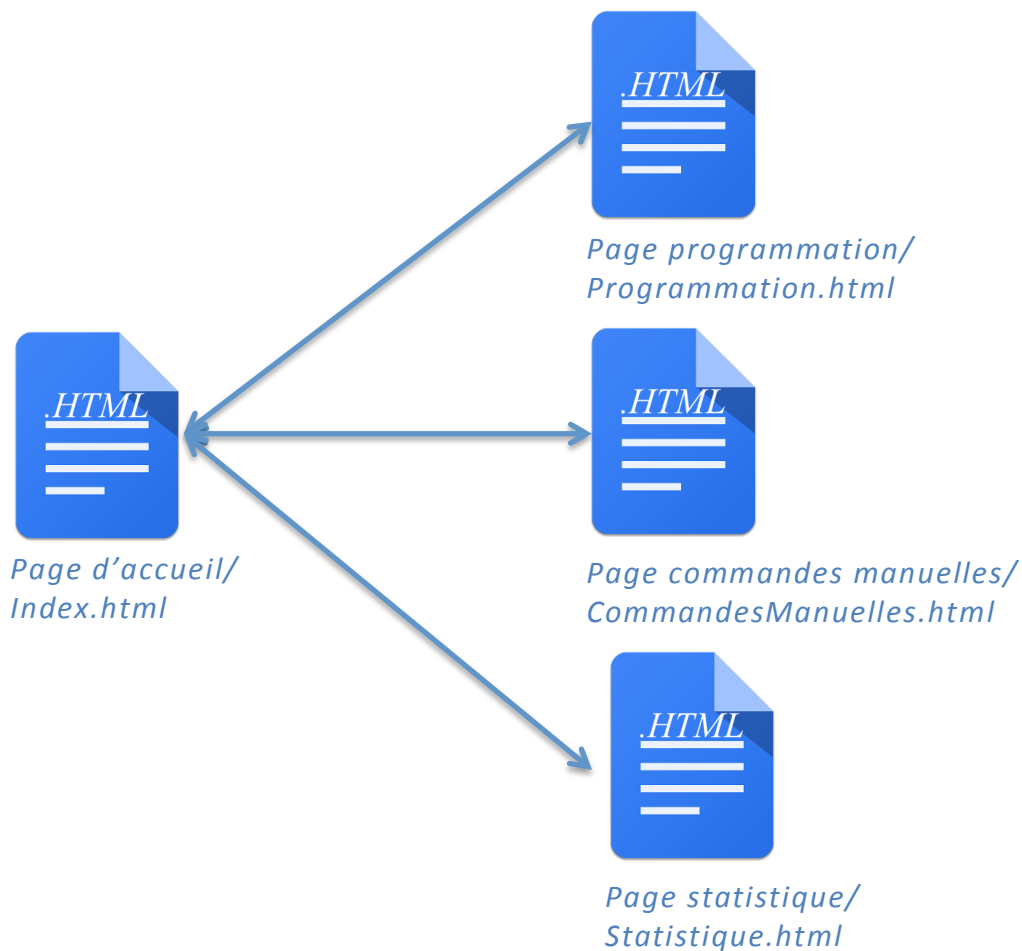 .HTML
Page programmation/
Programmation.html
.HTML
Page d’accueil/
Index.html
.HTML
Page commandes manuelles/
CommandesManuelles.html
.HTML
Page statistique/
Statistique.html